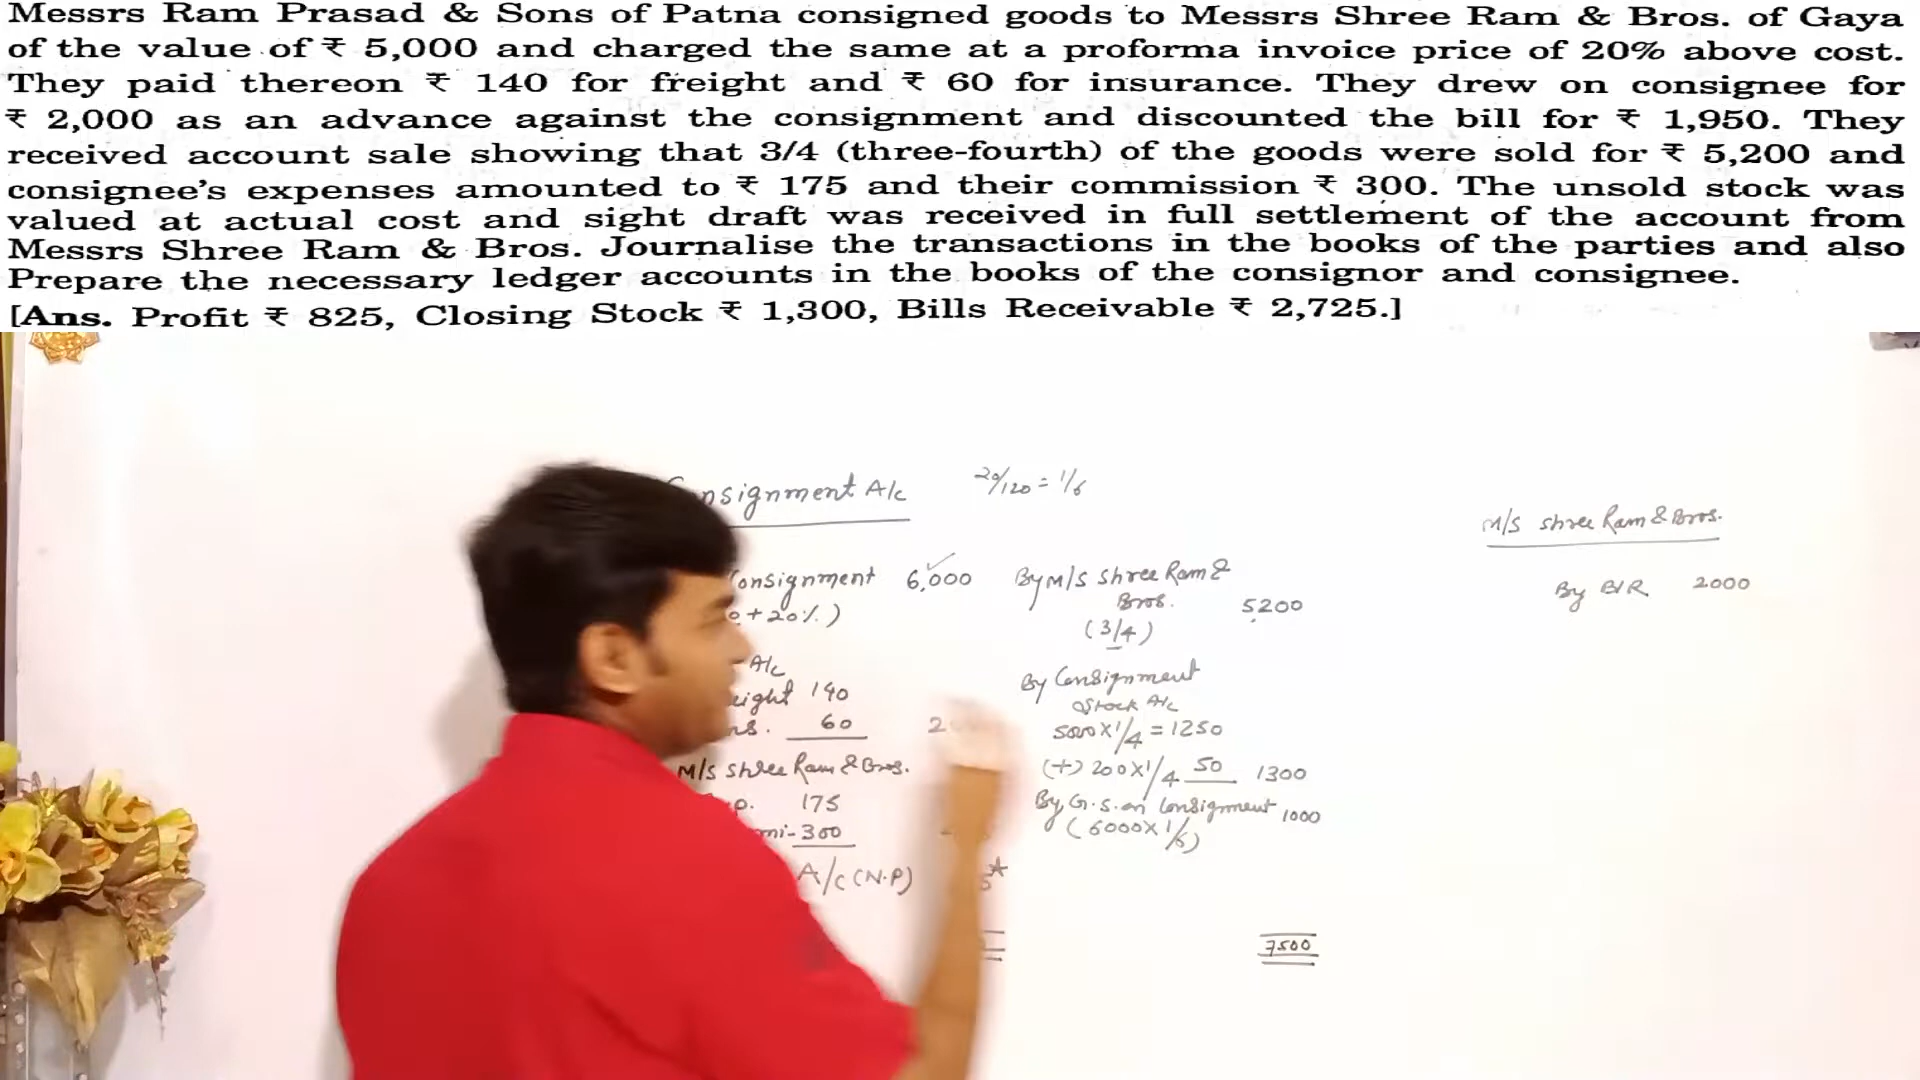 Messrs Ram Prasad & Sons of Patna consigned goods to Messrs Shree Ram & Bros. of Gaya
of the value of ₹ 5,000 and charged the same at a proforma invoice price of 20% above cost.
They paid thereon ₹ 140 for freight and ₹ 60 for insurance. They drew on consignee for
₹ 2,000 as an advance against the consignment and discounted the bill for ₹ 1,950. They
received account sale showing that 3/4 (three-fourth) of the goods were sold for ₹ 5,200 and
consignee's expenses amounted to ₹ 175 and their commission ₹ 300. The unsold stock was
valued at actual cost and sight draft was received in full settlement of the account from
Messrs Shree Ram & Bros. Journalise the transactions in the books of the parties and also
Prepare the necessary ledger accounts in the books of the consignor and consignee.
[Ans. Profit ₹ 825, Closing Stock ₹ 1,300, Bills Receivable ₹ 2,725.]
Consignment A/c
20/120 = 1/6
Consignment 6,000
+ 20%)
A/c
140
60
M/s Shree Ram & Bros.
175
300
A/c (N.P)
By M/s Shree Ram &
Bros. 5200
(3/4)
By Consignment
Stock A/c
5000 X 1/4 = 1250
(+) 200 X 1/4 50 1300
By G.S. on Consignment 1000
(6000 X 1/6)
7500
M/s Shree Ram & Bros.
By B/R 2000